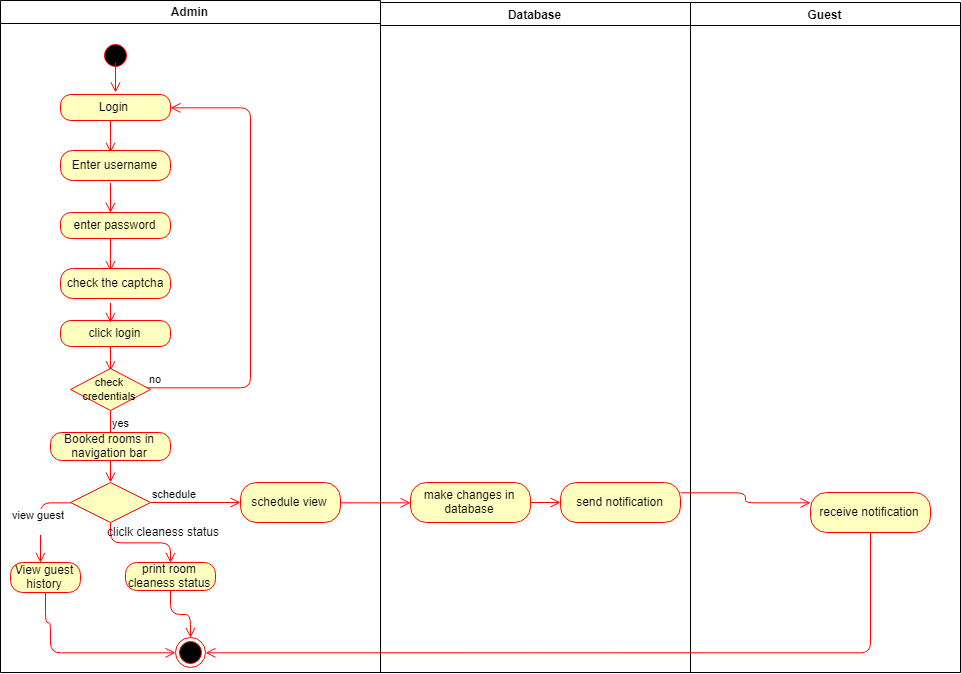 Admin
Database
Guest
Login
Enter username
enter password
check the captcha
click login
check
credentials
no
yes
Booked rooms in
navigation bar
schedule
view guest
cliclk cleaness status
schedule view
make changes in
database
send notification
receive notification
View guest
history
print room
cleaness status